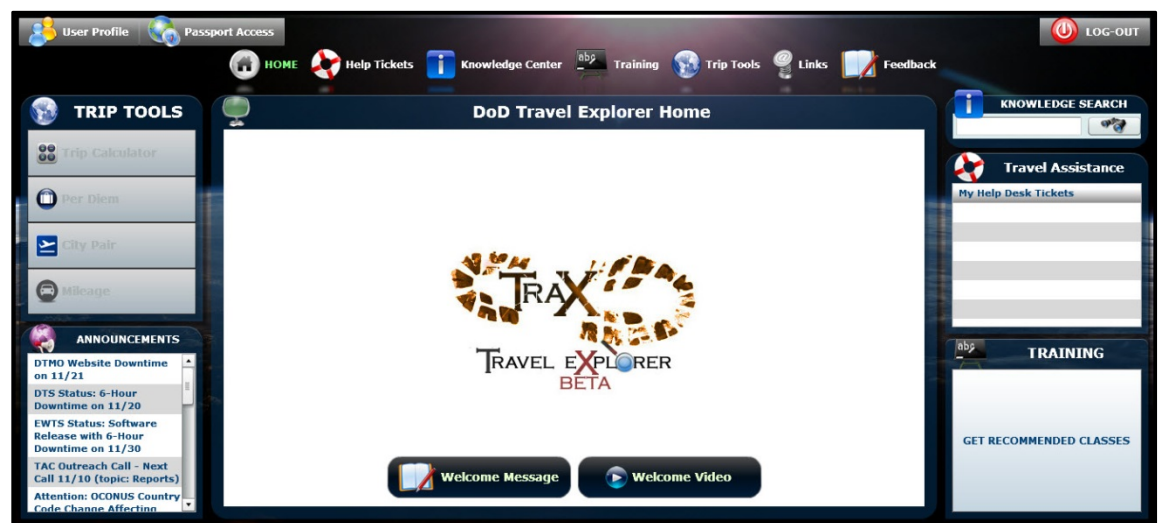 User Profile
Passport Access
LOG-OUT
HOME
Help Tickets
Knowledge Center
abc
Training
Trip Tools
Links
Feedback
TRIP TOOLS
Trip Calculator
Per Diem
City Pair
Mileage
ANNOUNCEMENTS
DTMO Website Downtime
on 11/21
DTS Status: 6-Hour
Downtime on 11/20
EWTS Status: Software
Release with 6-Hour
Downtime on 11/30
TAC Outreach Call - Next
Call 11/10 (topic: Reports)
Attention: OCONUS Country
Code Change Affecting
DoD Travel Explorer Home
TRAX
TRAVEL EXPLORER
BETA
Welcome Message
Welcome Video
KNOWLEDGE SEARCH
Travel Assistance
My Help Desk Tickets
abc
TRAINING
GET RECOMMENDED CLASSES